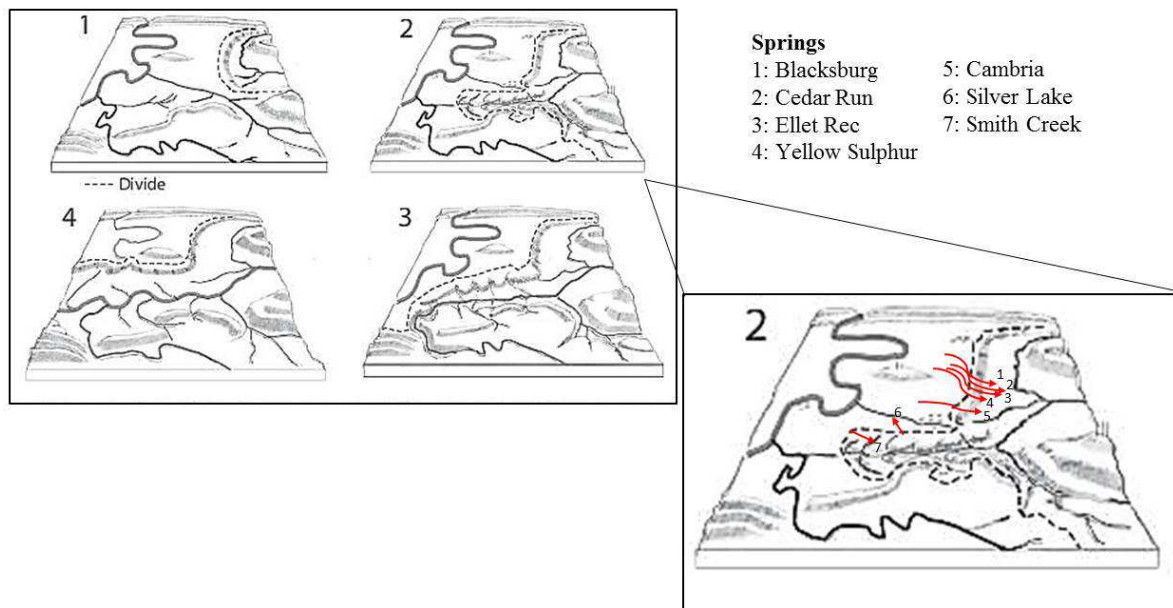 1
2
Divide
4
3
Springs
1: Blacksburg
2: Cedar Run
3: Ellet Rec
4: Yellow Sulphur
5: Cambria
6: Silver Lake
7: Smith Creek
2
1
2
3
4
5
6
7